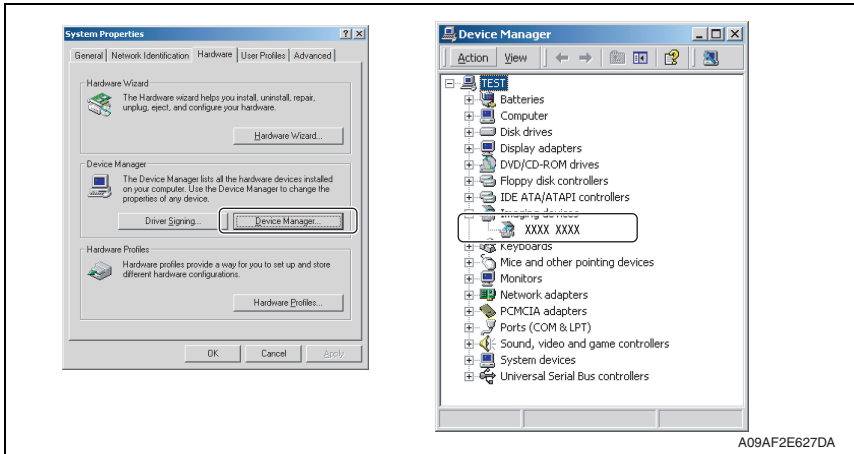 System Properties
General Network Identification Hardware User Profiles Advanced
Hardware Wizard
The Hardware wizard helps you install, uninstall, repair,
unplug, eject, and configure your hardware.
Hardware Wizard...
Device Manager
The Device Manager lists all the hardware devices installed
on your computer. Use the Device Manager to change the
properties of any device.
Driver Signing... Device Manager...
Hardware Profiles
Hardware profiles provide a way for you to set up and store
different hardware configurations.
Hardware Profiles...
OK Cancel Apply
Device Manager
Action View
TEST
Batteries
Computer
Disk drives
Display adapters
DVD/CD-ROM drives
Floppy disk controllers
IDE ATA/ATAPI controllers
Imaging devices
XXXX XXXX
Keyboards
Mice and other pointing devices
Monitors
Network adapters
PCMCIA adapters
Ports (COM & LPT)
Sound, video and game controllers
System devices
Universal Serial Bus controllers
A09AF2E627DA